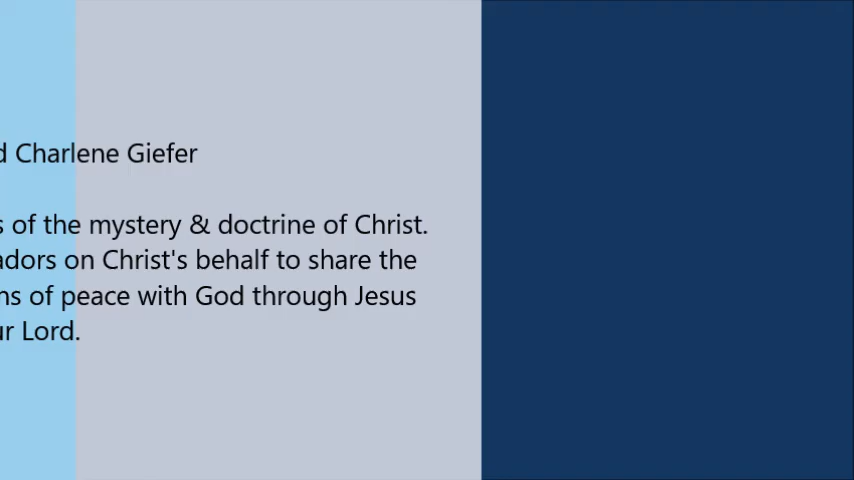 d Charlene Giefer
s of the mystery & doctrine of Christ.
adors on Christ's behalf to share the
ns of peace with God through Jesus
ur Lord.